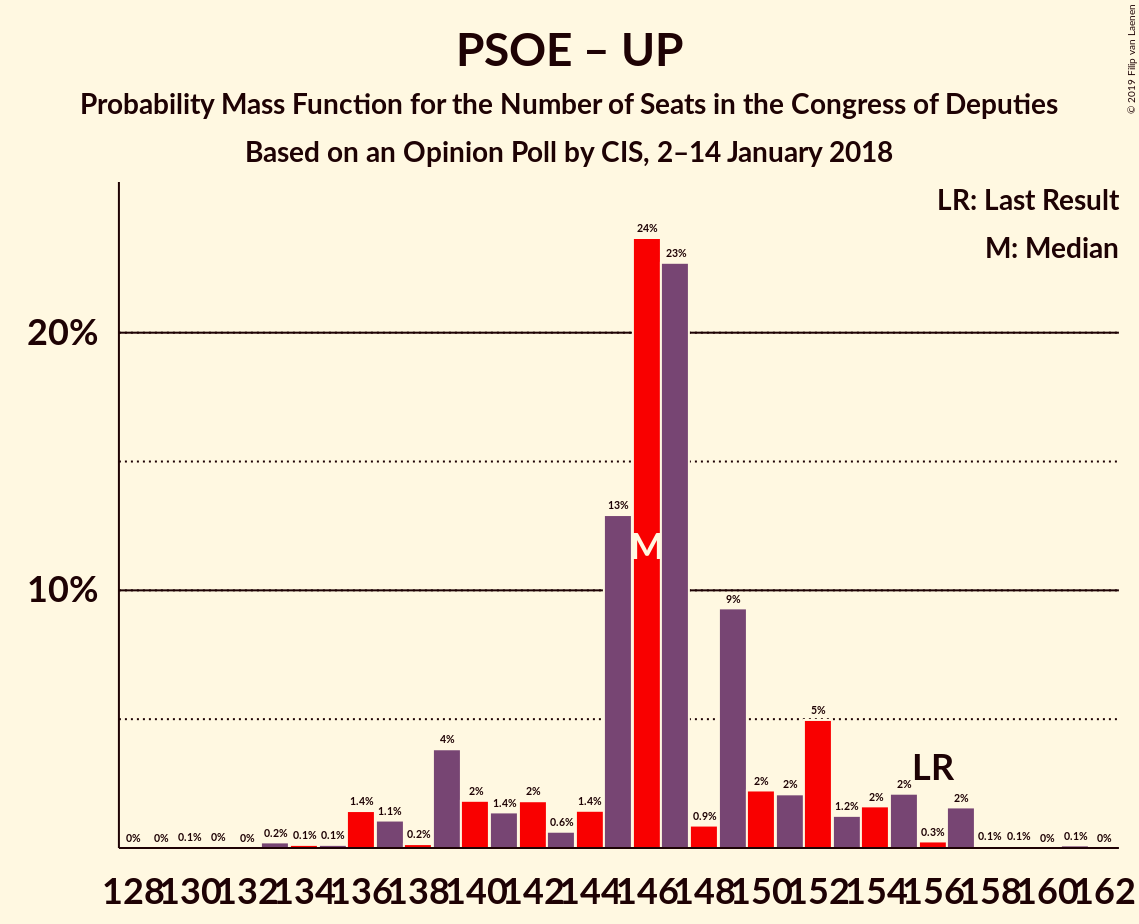 PSOE – UP
Probability Mass Function for the Number of Seats in the Congress of Deputies
Based on an Opinion Poll by CIS, 2–14 January 2018
© 2019 Filip van Laenen
LR: Last Result
M: Median
20%
10%
0% 0% 0.1% 0% 0% 0.2% 0.1% 0.1% 1.4% 1.1% 0.2% 4% 2% 1.4% 2% 0.6% 1.4% 13% 24% 23% 0.9% 9% 2% 2% 5% 1.2% 2% 2% 0.3% 2% 0.1% 0.1% 0% 0.1% 0%
M
LR
128 130 132 134 136 138 140 142 144 146 148 150 152 154 156 158 160 162